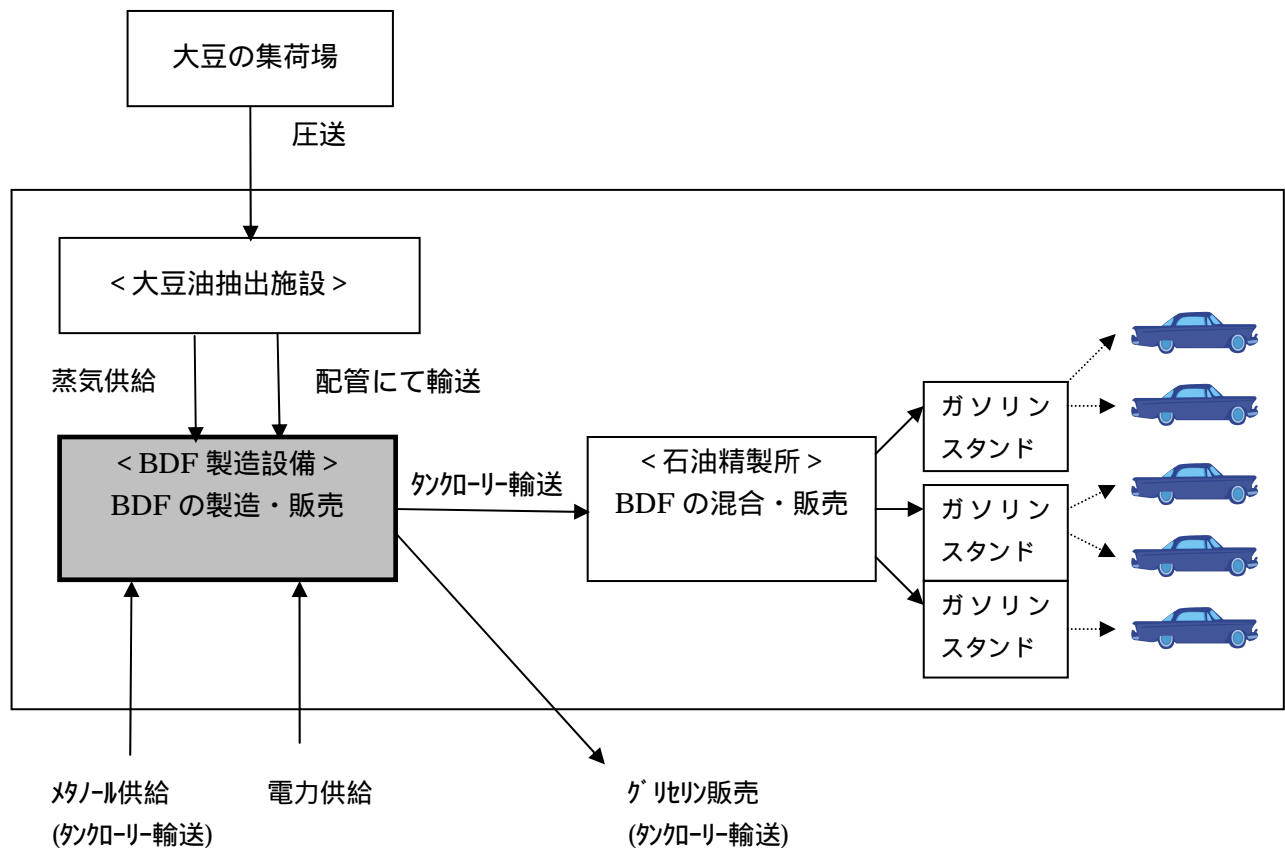 大豆の集荷場
圧送
<大豆油抽出施設>
蒸気供給
配管にて輸送
<BDF 製造設備>
BDF の製造・販売
ﾀﾝｸﾛｰﾘｰ輸送
<石油精製所>
BDF の混合・販売
ガソリン
スタンド
ガソリン
スタンド
ガソリン
スタンド
ﾒﾀﾉｰﾙ供給
(ﾀﾝｸﾛｰﾘｰ輸送)
電力供給
ｸﾞﾘｾﾘﾝ販売
(ﾀﾝｸﾛｰﾘｰ輸送)